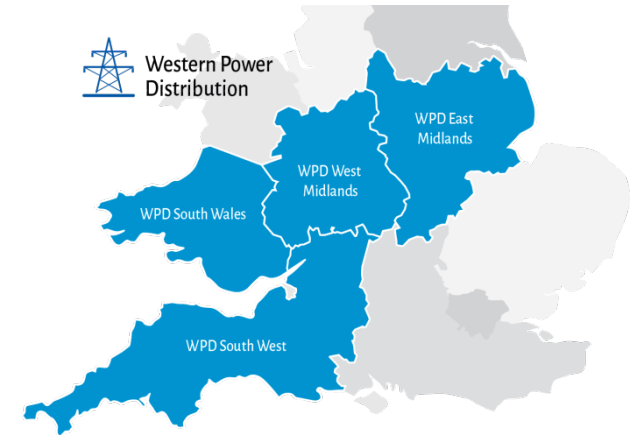 Western Power
Distribution
WPD East
Midlands
WPD West
Midlands
WPD South Wales
WPD South West